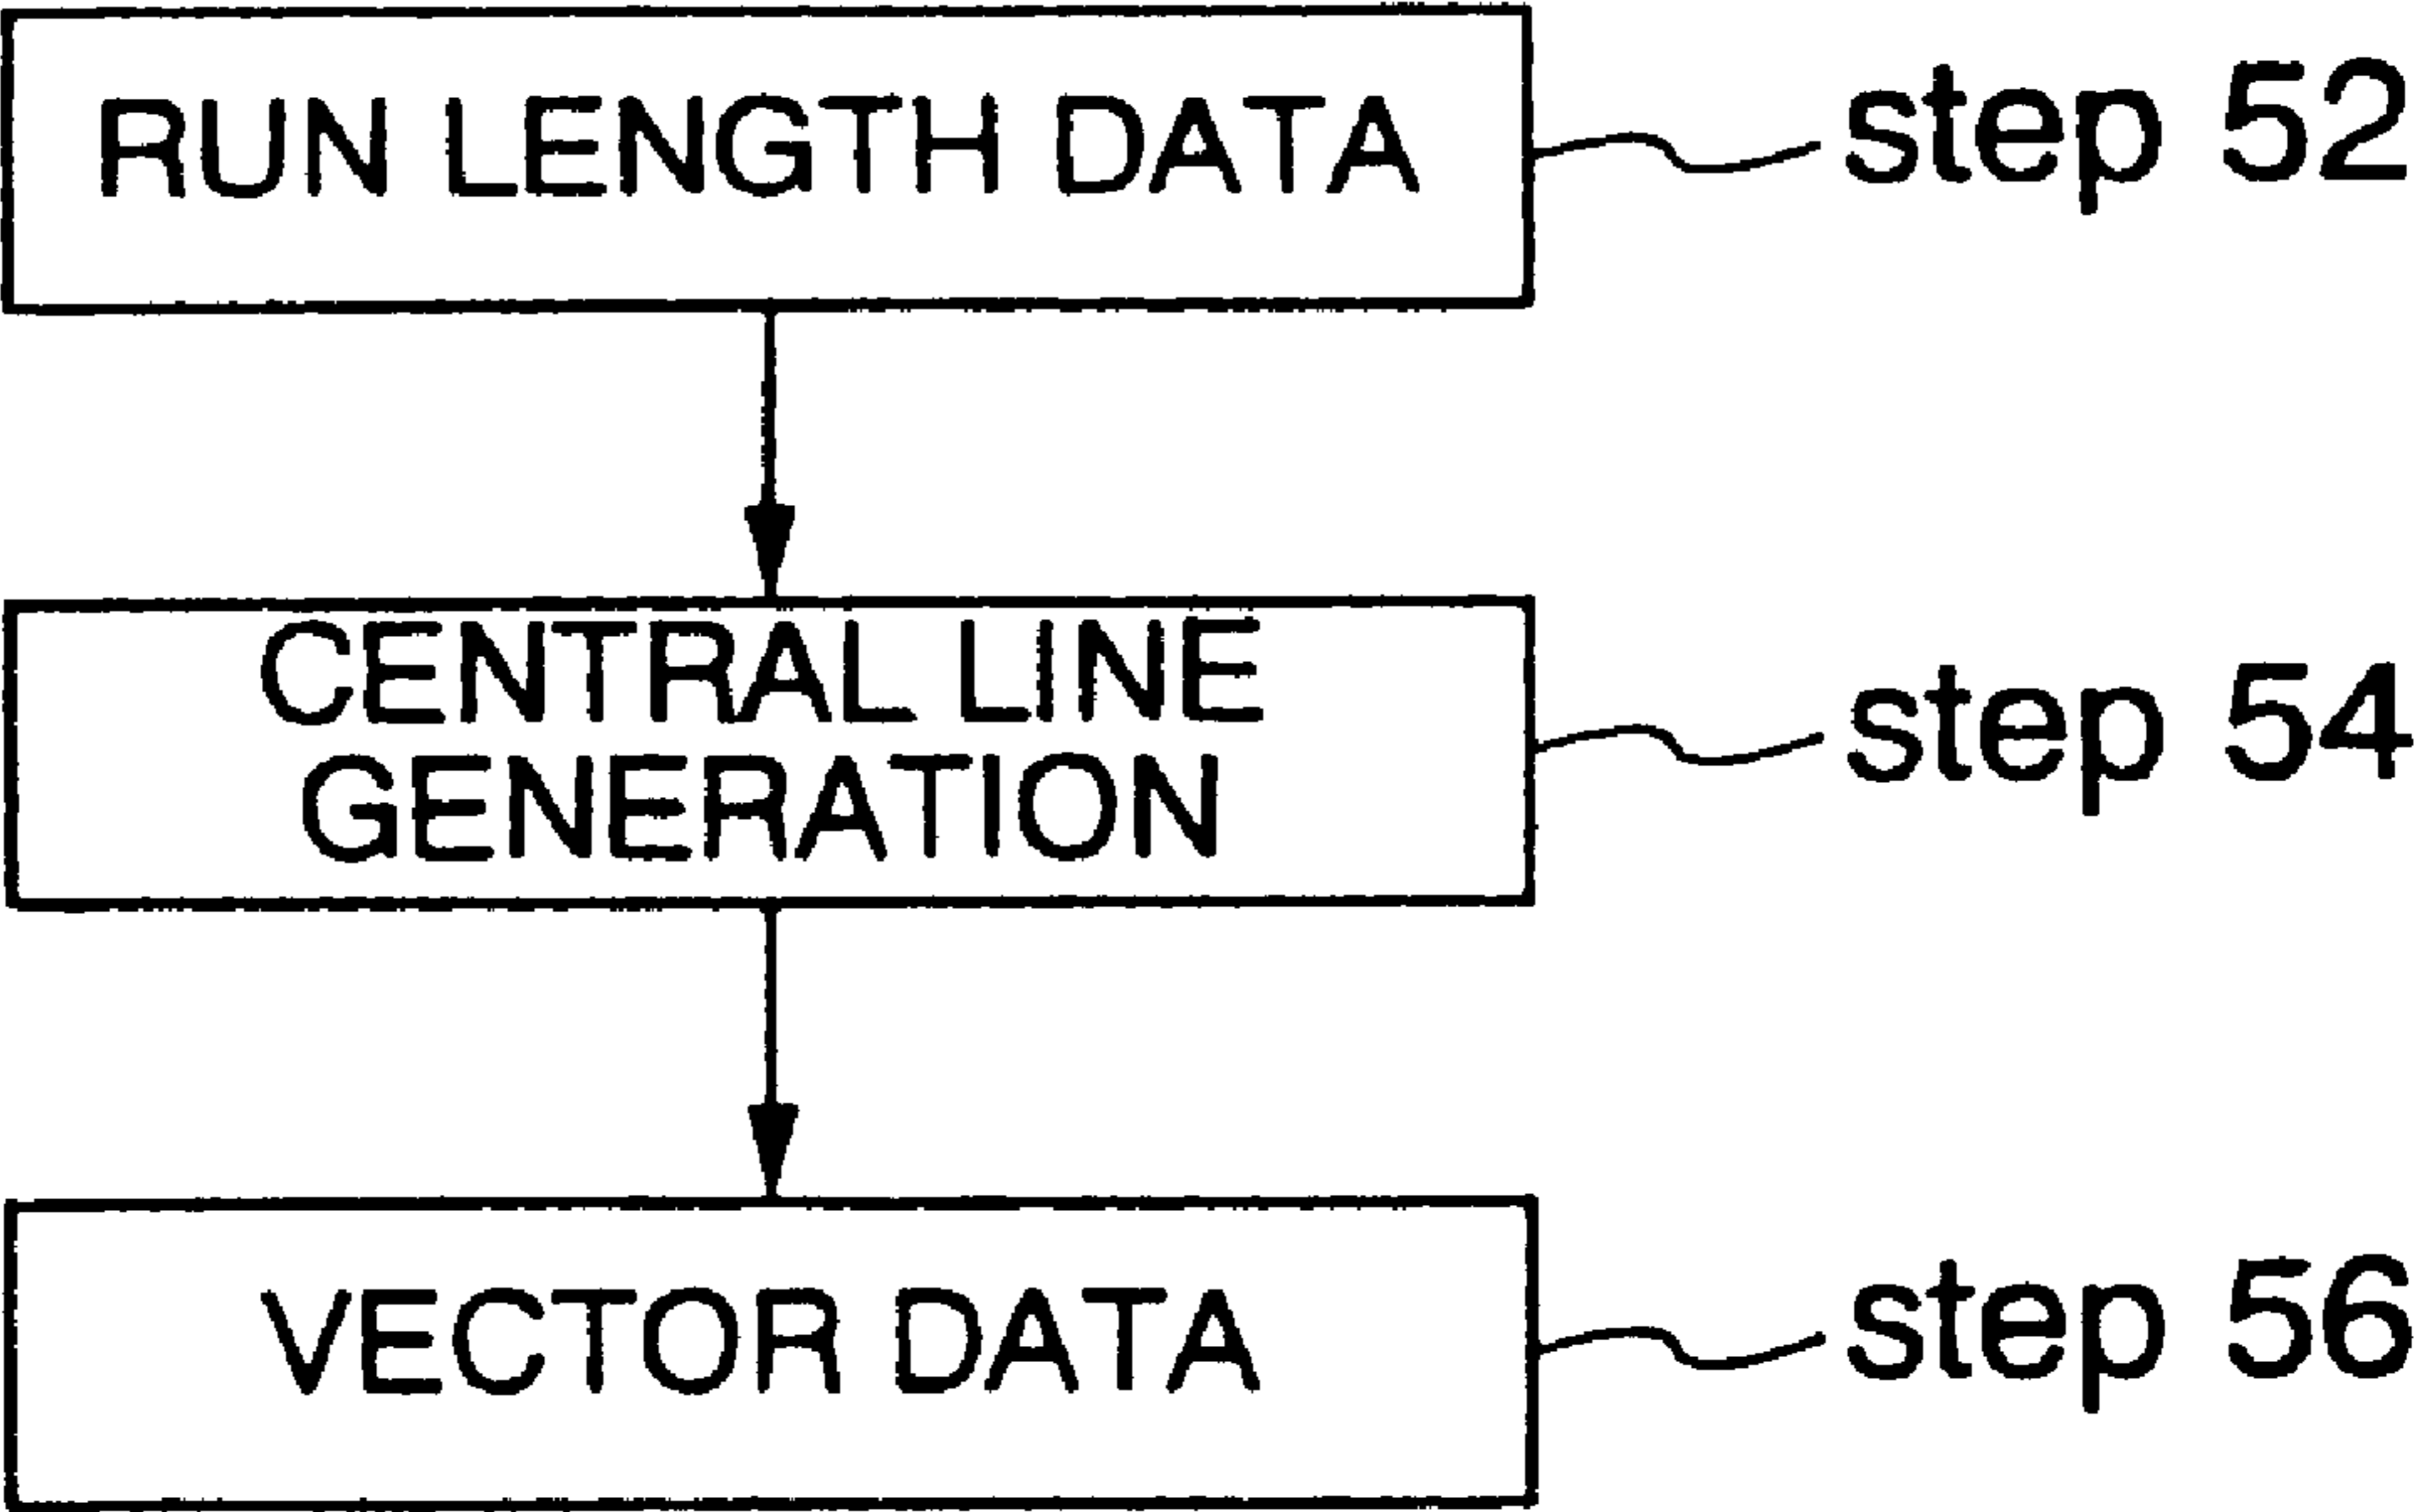 RUN LENGTH DATA
step 52
CENTRAL LINE
GENERATION
step 54
VECTOR DATA
step 56